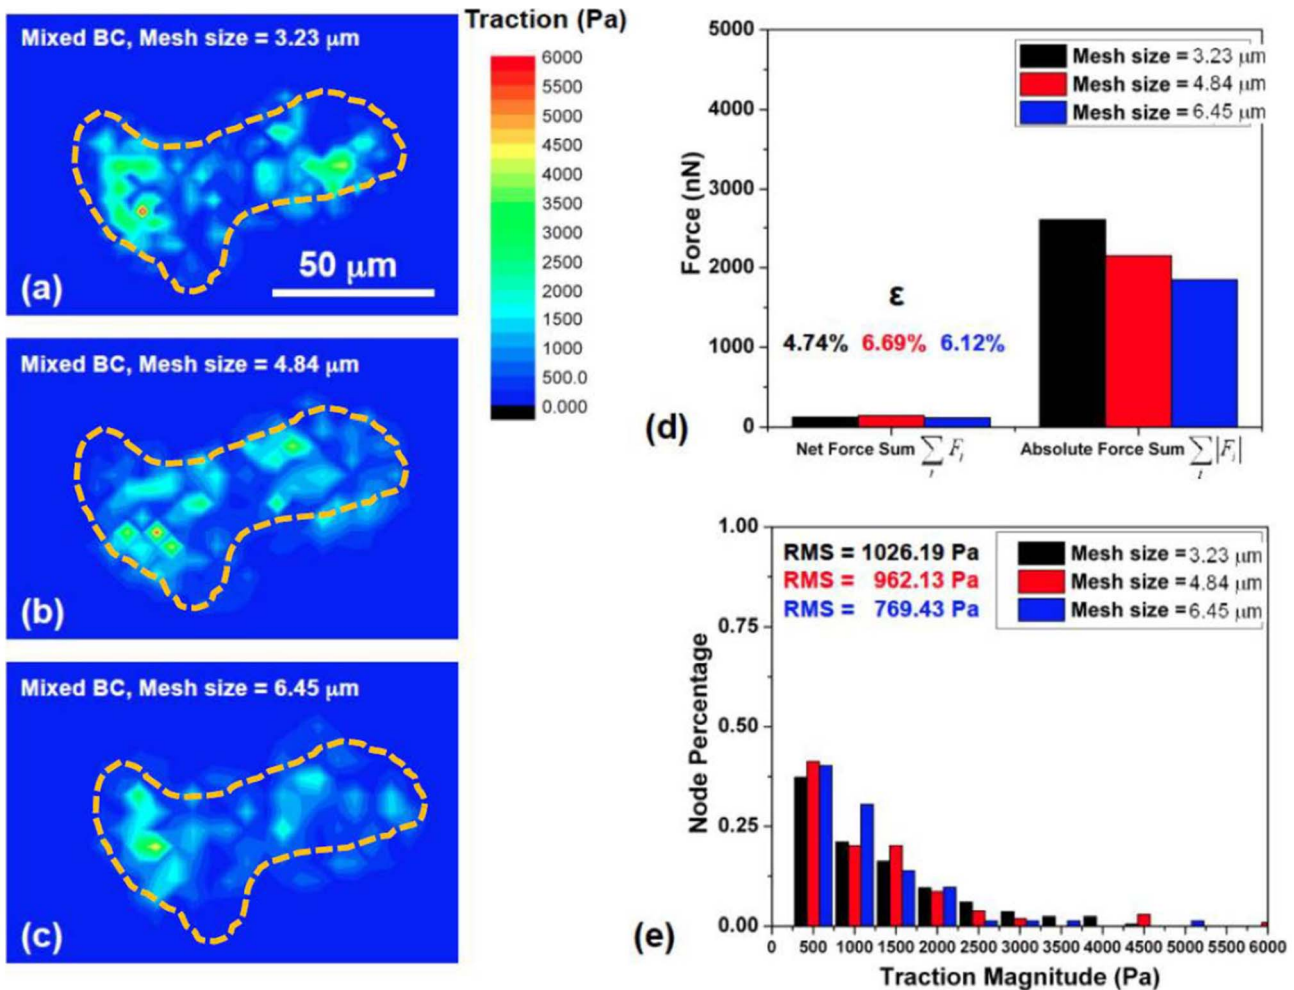 Mixed BC, Mesh size = 3.23 μm
50 μm
(a)
Mixed BC, Mesh size = 4.84 μm
(b)
Mixed BC, Mesh size = 6.45 μm
(c)
Traction (Pa)
6000
5500
5000
4500
4000
3500
3000
2500
2000
1500
1000
500.0
0.000
5000
4000
3000
2000
1000
0
Force (nN)
Mesh size = 3.23 μm
Mesh size = 4.84 μm
Mesh size = 6.45 μm
ε
4.74% 6.69% 6.12%
Net Force Sum ∑ F_i
Absolute Force Sum ∑ |F_i|
(d)
1.00
0.75
0.50
0.25
0.00
Node Percentage
RMS = 1026.19 Pa
RMS = 962.13 Pa
RMS = 769.43 Pa
Mesh size = 3.23 μm
Mesh size = 4.84 μm
Mesh size = 6.45 μm
0 500 1000 1500 2000 2500 3000 3500 4000 4500 5000 5500 6000
Traction Magnitude (Pa)
(e)